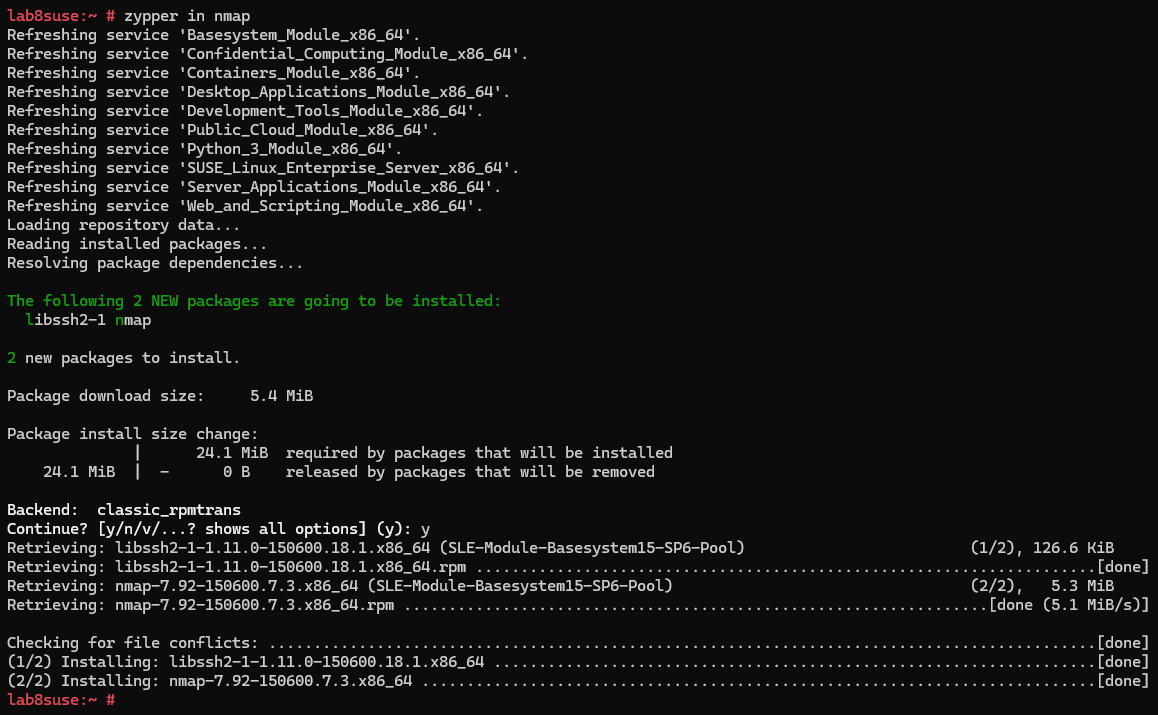 lab8suse:~ # zypper in nmap
Refreshing service 'Basesystem_Module_x86_64'.
Refreshing service 'Confidential_Computing_Module_x86_64'.
Refreshing service 'Containers_Module_x86_64'.
Refreshing service 'Desktop_Applications_Module_x86_64'.
Refreshing service 'Development_Tools_Module_x86_64'.
Refreshing service 'Public_Cloud_Module_x86_64'.
Refreshing service 'Python_3_Module_x86_64'.
Refreshing service 'SUSE_Linux_Enterprise_Server_x86_64'.
Refreshing service 'Server_Applications_Module_x86_64'.
Refreshing service 'Web_and_Scripting_Module_x86_64'.
Loading repository data...
Reading installed packages...
Resolving package dependencies...
The following 2 NEW packages are going to be installed:
  libssh2-1 nmap
2 new packages to install.
Package download size:     5.4 MiB
Package install size change:
              |      24.1 MiB  required by packages that will be installed
    24.1 MiB  |  -      0 B    released by packages that will be removed
Backend:  classic_rpmtrans
Continue? [y/n/v/...? shows all options] (y): y
Retrieving: libssh2-1-1.11.0-150600.18.1.x86_64 (SLE-Module-Basesystem15-SP6-Pool)                         (1/2), 126.6 KiB
Retrieving: libssh2-1-1.11.0-150600.18.1.x86_64.rpm .....................................................................[done]
Retrieving: nmap-7.92-150600.7.3.x86_64 (SLE-Module-Basesystem15-SP6-Pool)                                 (2/2),   5.3 MiB
Retrieving: nmap-7.92-150600.7.3.x86_64.rpm ..................................................................[done (5.1 MiB/s)]
Checking for file conflicts: ............................................................................................[done]
(1/2) Installing: libssh2-1-1.11.0-150600.18.1.x86_64 ...................................................................[done]
(2/2) Installing: nmap-7.92-150600.7.3.x86_64 ...........................................................................[done]
lab8suse:~ #